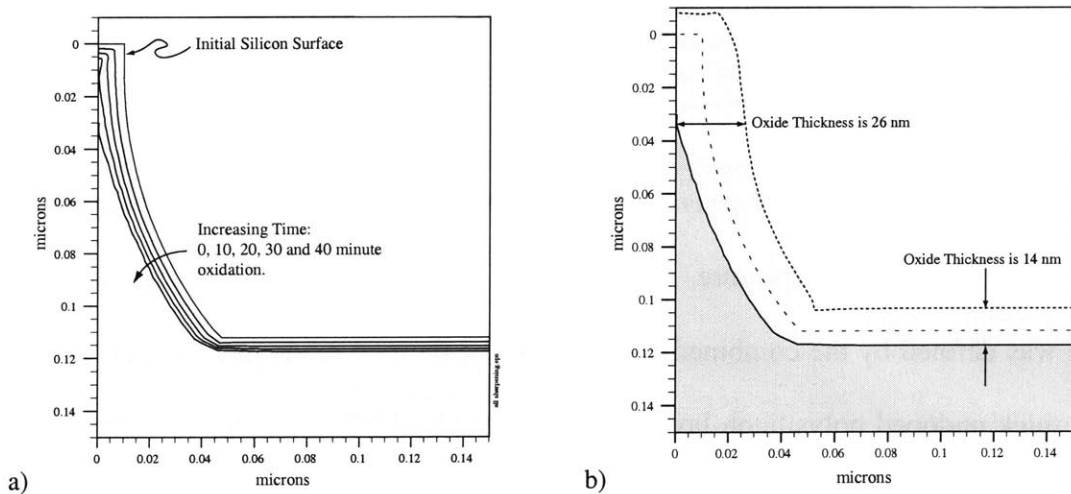 0
0.02
0.04
0.06
0.08
0.1
0.12
0.14
microns
Initial Silicon Surface
Increasing Time:
0, 10, 20, 30 and 40 minute
oxidation.
0
0.02
0.04
0.06
0.08
0.1
0.12
0.14
microns
a)
0
0.02
0.04
0.06
0.08
0.1
0.12
0.14
microns
Oxide Thickness is 26 nm
Oxide Thickness is 14 nm
0
0.02
0.04
0.06
0.08
0.1
0.12
0.14
microns
b)